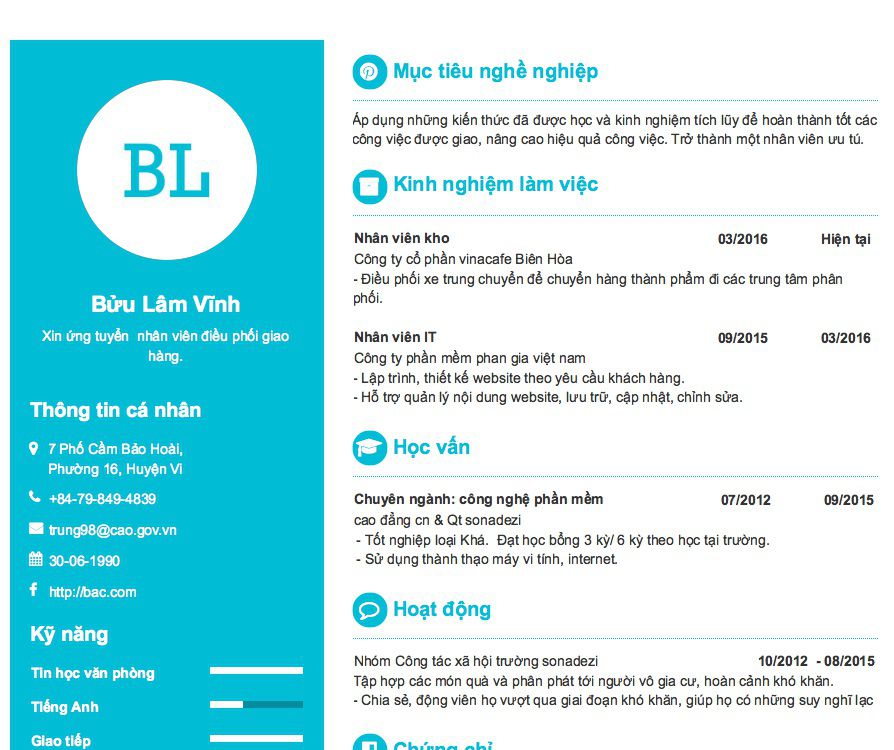 BL
Bửu Lâm Vĩnh
Xin ứng tuyển nhân viên điều phối giao
hàng.
Thông tin cá nhân
7 Phố Cầm Bảo Hoài,
Phường 16, Huyện Vi
+84-79-849-4839
trung98@cao.gov.vn
30-06-1990
http://bac.com
Kỹ năng
Tin học văn phòng
Tiếng Anh
Giao tiếp
Mục tiêu nghề nghiệp
Áp dụng những kiến thức đã được học và kinh nghiệm tích lũy để hoàn thành tốt các
công việc được giao, nâng cao hiệu quả công việc. Trở thành một nhân viên ưu tú.
Kinh nghiệm làm việc
Nhân viên kho 03/2016 Hiện tại
Công ty cổ phần vinacafe Biên Hòa
- Điều phối xe trung chuyển để chuyển hàng thành phẩm đi các trung tâm phân
phối.
Nhân viên IT 09/2015 03/2016
Công ty phần mềm phan gia việt nam
- Lập trình, thiết kế website theo yêu cầu khách hàng.
- Hỗ trợ quản lý nội dung website, lưu trữ, cập nhật, chỉnh sửa.
Học vấn
Chuyên ngành: công nghệ phần mềm 07/2012 09/2015
cao đẳng cn & Qt sonadezi
- Tốt nghiệp loại Khá. Đạt học bổng 3 kỳ/ 6 kỳ theo học tại trường.
- Sử dụng thành thạo máy vi tính, internet.
Hoạt động
Nhóm Công tác xã hội trường sonadezi 10/2012 - 08/2015
Tập hợp các món quà và phân phát tới người vô gia cư, hoàn cảnh khó khăn.
- Chia sẻ, động viên họ vượt qua giai đoạn khó khăn, giúp họ có những suy nghĩ lạc
Chứng chỉ